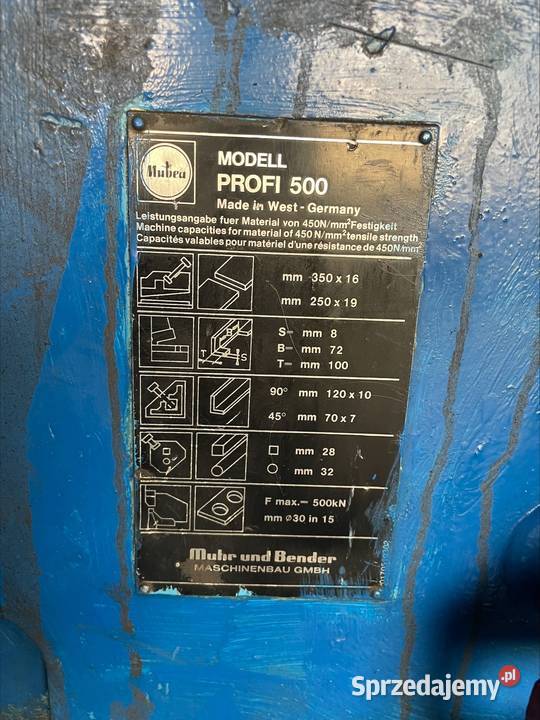 Mubea
MODELL
PROFI 500
Made in West - Germany
Leistungsangabe fuer Material von 450N/mm² Festigkeit
Machine capacities for material of 450 N/mm² tensile strength
Capacités valables pour matériel d'une résistance de 450N/mm²
mm 350 x 16
mm 250 x 19
S= mm 8
B= mm 72
T= mm 100
T
B
S
90° mm 120 x 10
45° mm 70 x 7
□ mm 28
○ mm 32
F max.= 500kN
mm ⌀30 in 15
Muhr und Bender
MASCHINENBAU GMBH
Sprzedajemy.pl